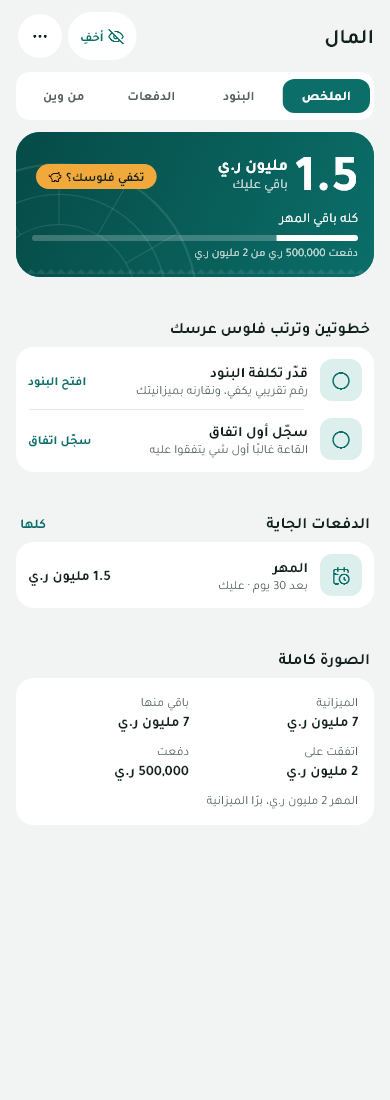 المال
أخفِ
الملخص
البنود
الدفعات
من وين
1.5 مليون ر.ي
باقي عليك
تكفي فلوسك؟
كله باقي المهر
دفعت 500,000 ر.ي من 2 مليون ر.ي
خطوتين وترتب فلوس عرسك
قدّر تكلفة البنود
رقم تقريبي يكفي، ونقارنه بميزانيتك
افتح البنود
سجّل أول اتفاق
القاعة غالبًا أول شي يتفقوا عليه
سجّل اتفاق
الدفعات الجاية
كلها
المهر
بعد 30 يوم · عليك
1.5 مليون ر.ي
الصورة كاملة
الميزانية
7 مليون ر.ي
باقي منها
7 مليون ر.ي
اتفقت على
2 مليون ر.ي
دفعت
500,000 ر.ي
المهر 2 مليون ر.ي، برّا الميزانية